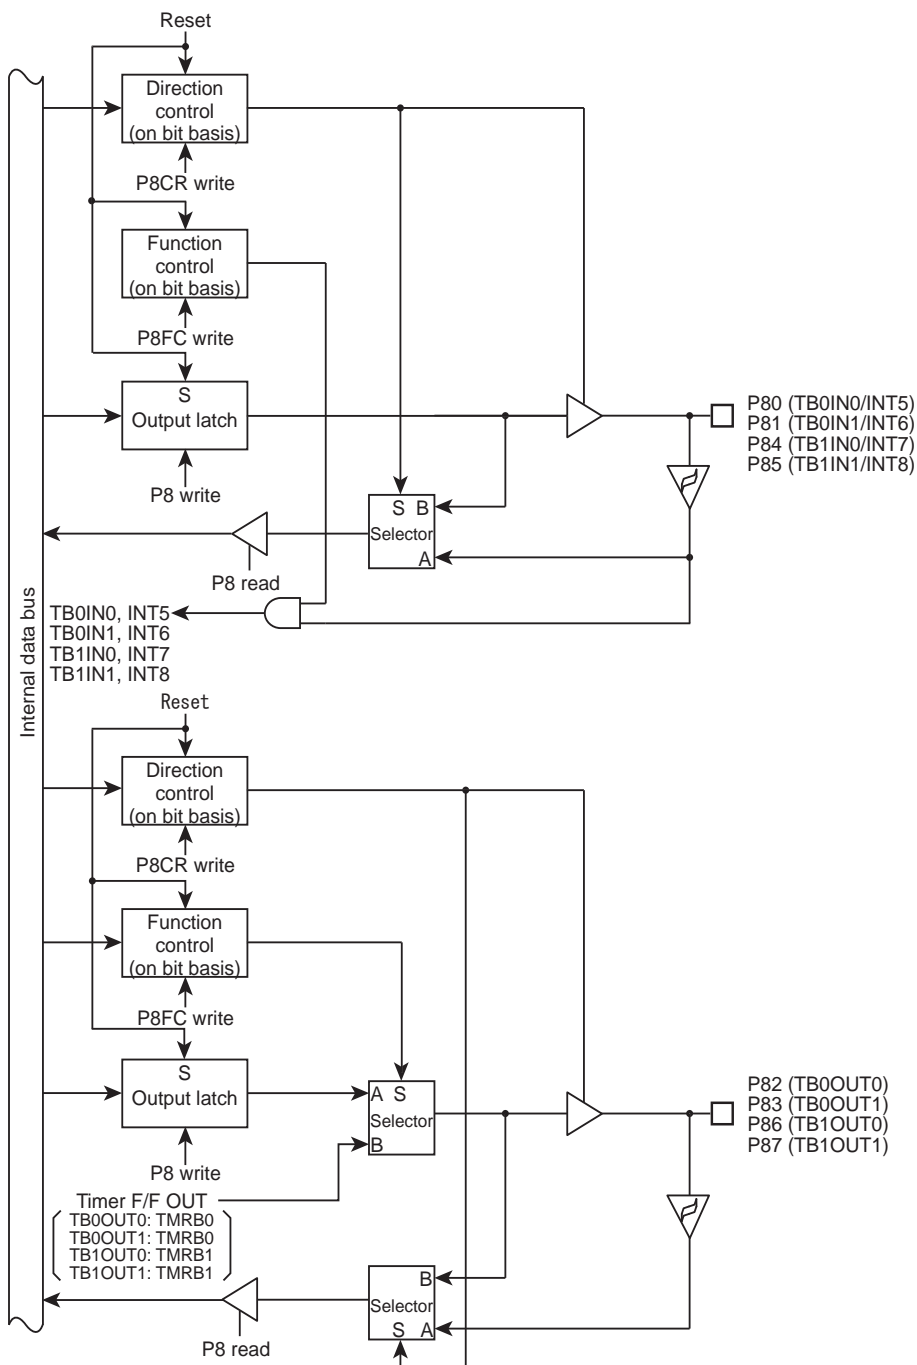 Reset
Direction
control
(on bit basis)
P8CR write
Function
control
(on bit basis)
P8FC write
S
Output latch
P8 write
P80 (TB0IN0/INT5)
P81 (TB0IN1/INT6)
P84 (TB1IN0/INT7)
P85 (TB1IN1/INT8)
S B
Selector
A
P8 read
TB0IN0, INT5
TB0IN1, INT6
TB1IN0, INT7
TB1IN1, INT8
Internal data bus
Reset
Direction
control
(on bit basis)
P8CR write
Function
control
(on bit basis)
P8FC write
S
Output latch
P8 write
A S
Selector
B
P82 (TB0OUT0)
P83 (TB0OUT1)
P86 (TB1OUT0)
P87 (TB1OUT1)
Timer F/F OUT
TB0OUT0: TMRB0
TB0OUT1: TMRB0
TB1OUT0: TMRB1
TB1OUT1: TMRB1
B
Selector
S A
P8 read